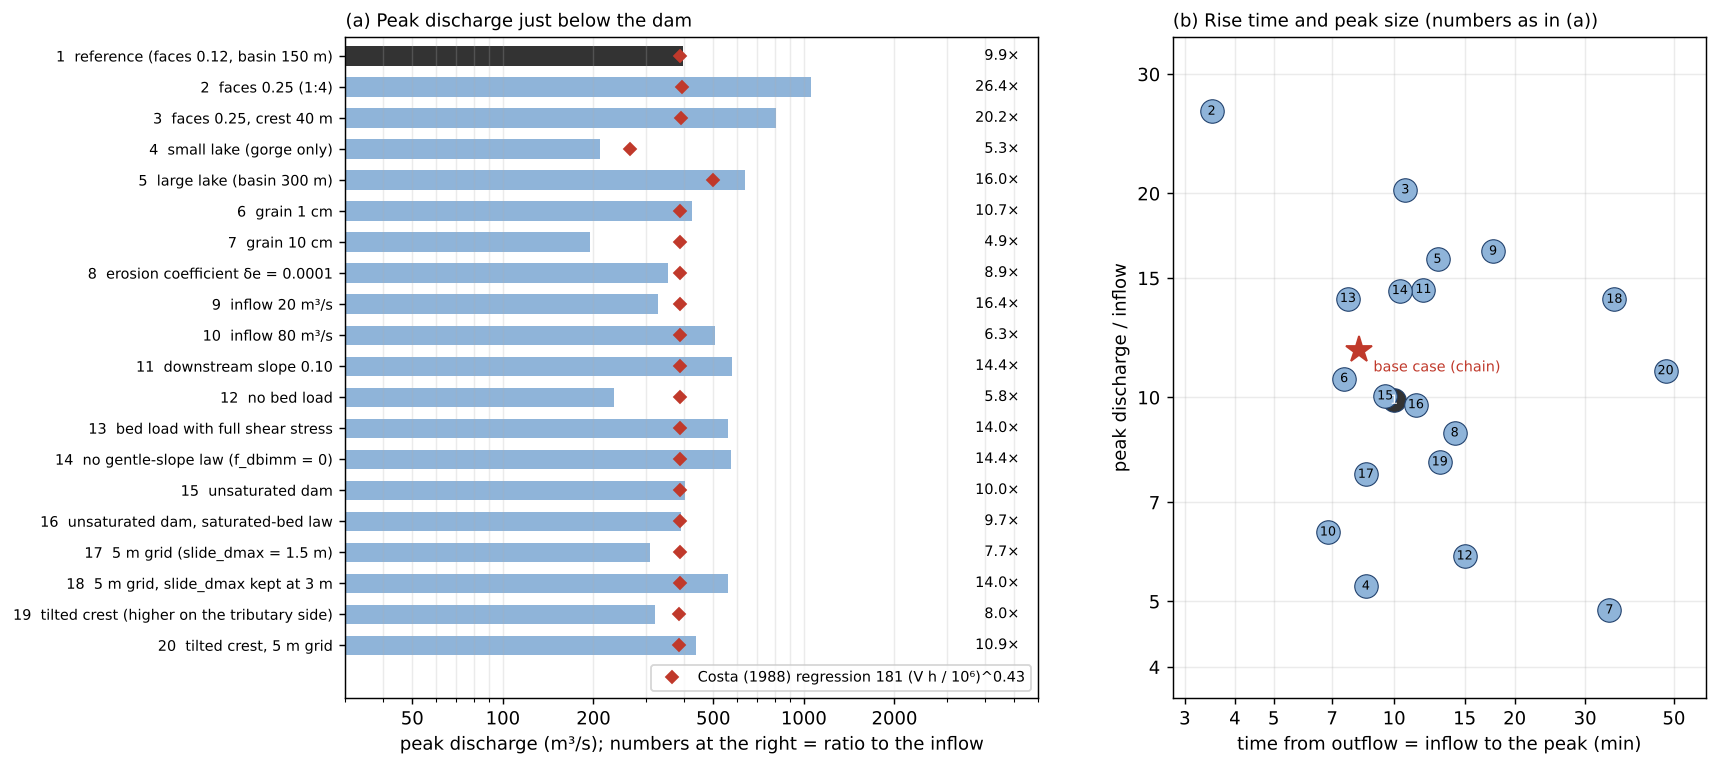 (a) Peak discharge just below the dam
1 reference (faces 0.12, basin 150 m) 9.9×
2 faces 0.25 (1:4) 26.4×
3 faces 0.25, crest 40 m 20.2×
4 small lake (gorge only) 5.3×
5 large lake (basin 300 m) 16.0×
6 grain 1 cm 10.7×
7 grain 10 cm 4.9×
8 erosion coefficient δe = 0.0001 8.9×
9 inflow 20 m³/s 16.4×
10 inflow 80 m³/s 6.3×
11 downstream slope 0.10 14.4×
12 no bed load 5.8×
13 bed load with full shear stress 14.0×
14 no gentle-slope law (f_dbimm = 0) 14.4×
15 unsaturated dam 10.0×
16 unsaturated dam, saturated-bed law 9.7×
17 5 m grid (slide_dmax = 1.5 m) 7.7×
18 5 m grid, slide_dmax kept at 3 m 14.0×
19 tilted crest (higher on the tributary side) 8.0×
20 tilted crest, 5 m grid 10.9×
Costa (1988) regression 181 (V h / 10⁶)^0.43
50 100 200 500 1000 2000
peak discharge (m³/s); numbers at the right = ratio to the inflow
(b) Rise time and peak size (numbers as in (a))
peak discharge / inflow
30
20
15
10
7
5
4
2
3
9
5
14
11
13
18
base case (chain)
20
6
15
1
16
8
19
17
10
12
4
7
3 4 5 7 10 15 20 30 50
time from outflow = inflow to the peak (min)